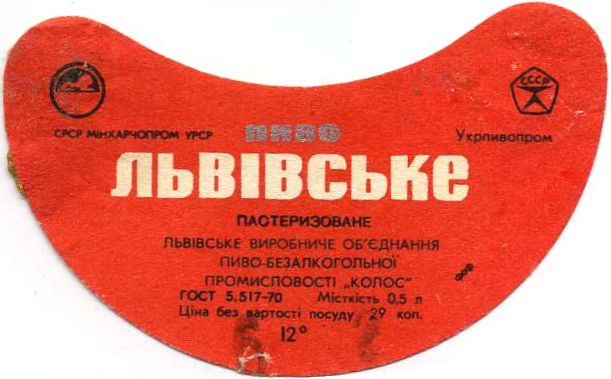 СССР
СРСР МІНХАРЧОПРОМ УРСР
Укрпивопром
ПИВО
ЛЬВІВСЬКЕ
ПАСТЕРИЗОВАНЕ
ЛЬВІВСЬКЕ ВИРОБНИЧЕ ОБ'ЄДНАННЯ
ПИВО-БЕЗАЛКОГОЛЬНОЇ
ПРОМИСЛОВОСТІ „КОЛОС"
ГОСТ 5.517-70 Місткість 0,5 л
Ціна без вартості посуду 29 коп.
12°